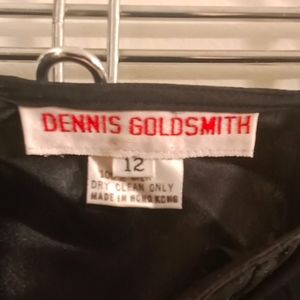 DENNIS GOLDSMITH
12
DRY CLEAN ONLY
MADE IN HONG KONG